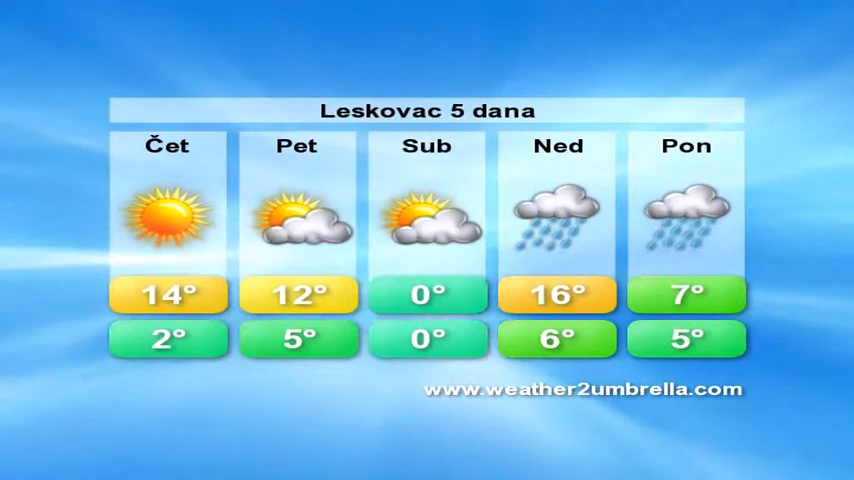 Leskovac 5 dana
Čet Pet Sub Ned Pon
14° 12° 0° 16° 7°
2° 5° 0° 6° 5°
www.weather2umbrella.com